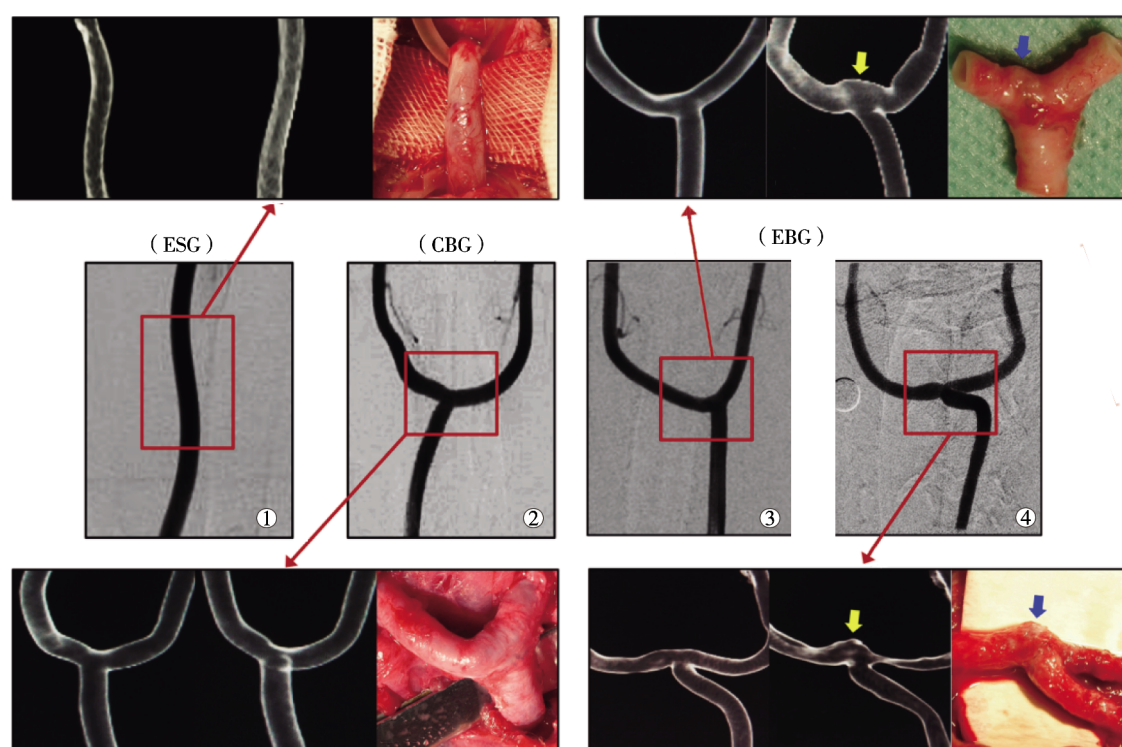 （ESG）
（CBG）
（EBG）
①
②
③
④